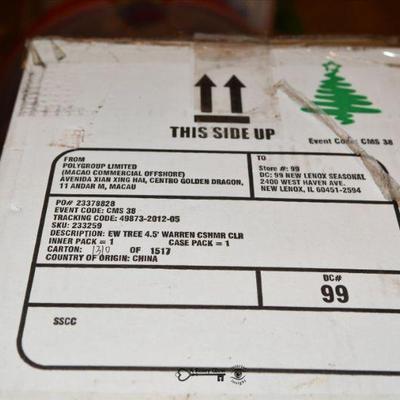 THIS SIDE UP
Event Code: CMS 38
FROM
POLYGROUP LIMITED
(MACAO COMMERCIAL OFFSHORE)
AVENIDA XIAN XING HAI, CENTRO GOLDEN DRAGON,
11 ANDAR M, MACAU
TO
Store #: 99
DC: 99 NEW LENOX SEASONAL
2400 WEST HAVEN AVE.
NEW LENOX, IL 60451-2594
PO# 23378828
EVENT CODE: CMS 38
TRACKING CODE: 49873-2012-05
SKU: 233259
DESCRIPTION: EW TREE 4.5' WARREN CSHMR CLR
INNER PACK = 1 CASE PACK = 1
CARTON: OF 1517
COUNTRY OF ORIGIN: CHINA
DC#
99
SSCC